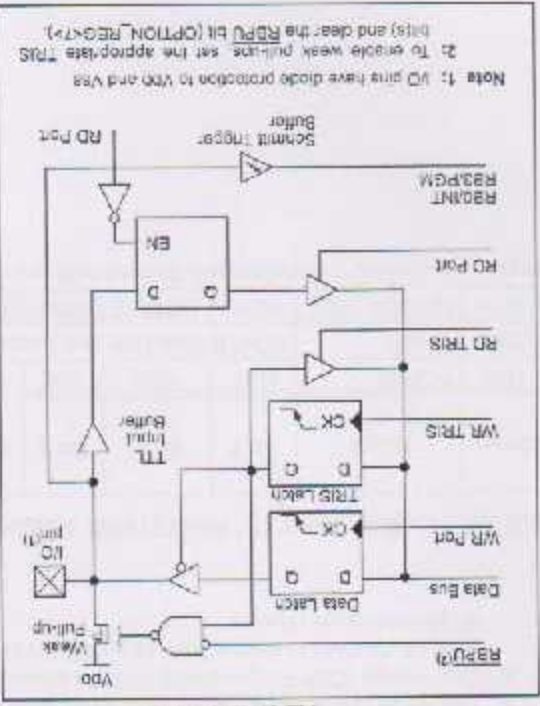 VDD
RBPU(2)
Weak
Pull-up
Data Bus
Data Latch
D Q
WR Port
CK
I/O
pin(1)
TRIS Latch
D Q
WR TRIS
CK
TTL
Input
Buffer
RD TRIS
Q D
RD Port
EN
RB0/INT
RB3/PGM
Schmitt Trigger
Buffer
RD Port
Note 1: I/O pins have diode protection to VDD and VSS
2: To enable weak pull-ups, set the appropriate TRIS
bit(s) and clear the RBPU bit (OPTION_REG<7>).